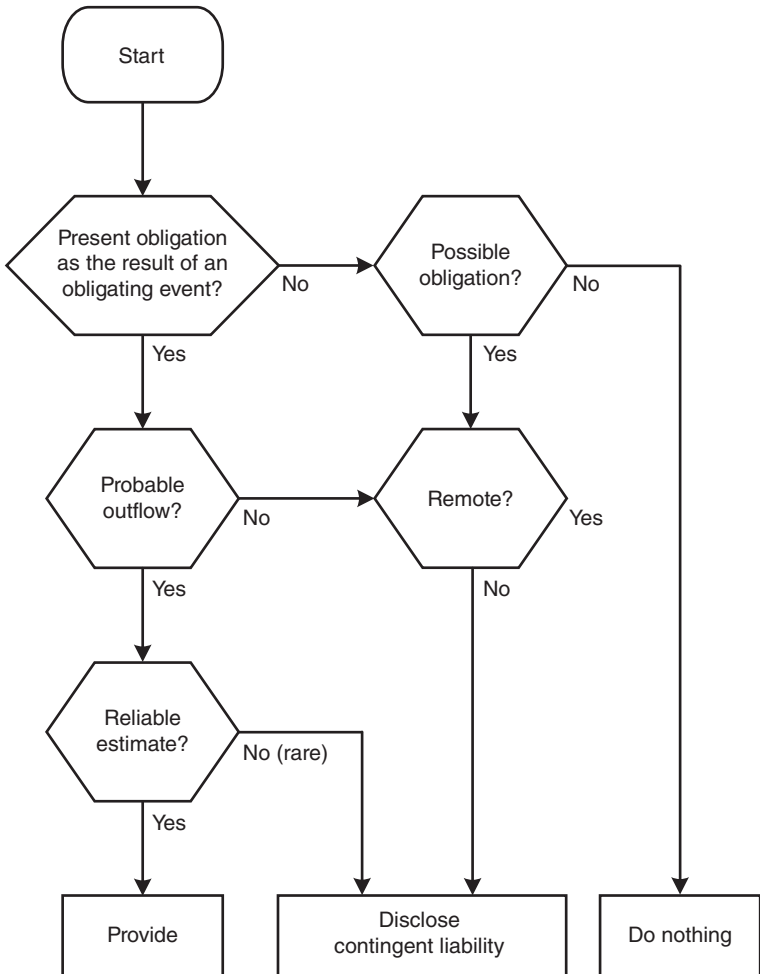 Start
Present obligation
as the result of an
obligating event?
No
Possible
obligation?
No
Yes
Yes
Probable
outflow?
No
Remote?
Yes
Yes
No
Reliable
estimate?
No (rare)
Yes
Provide
Disclose
contingent liability
Do nothing